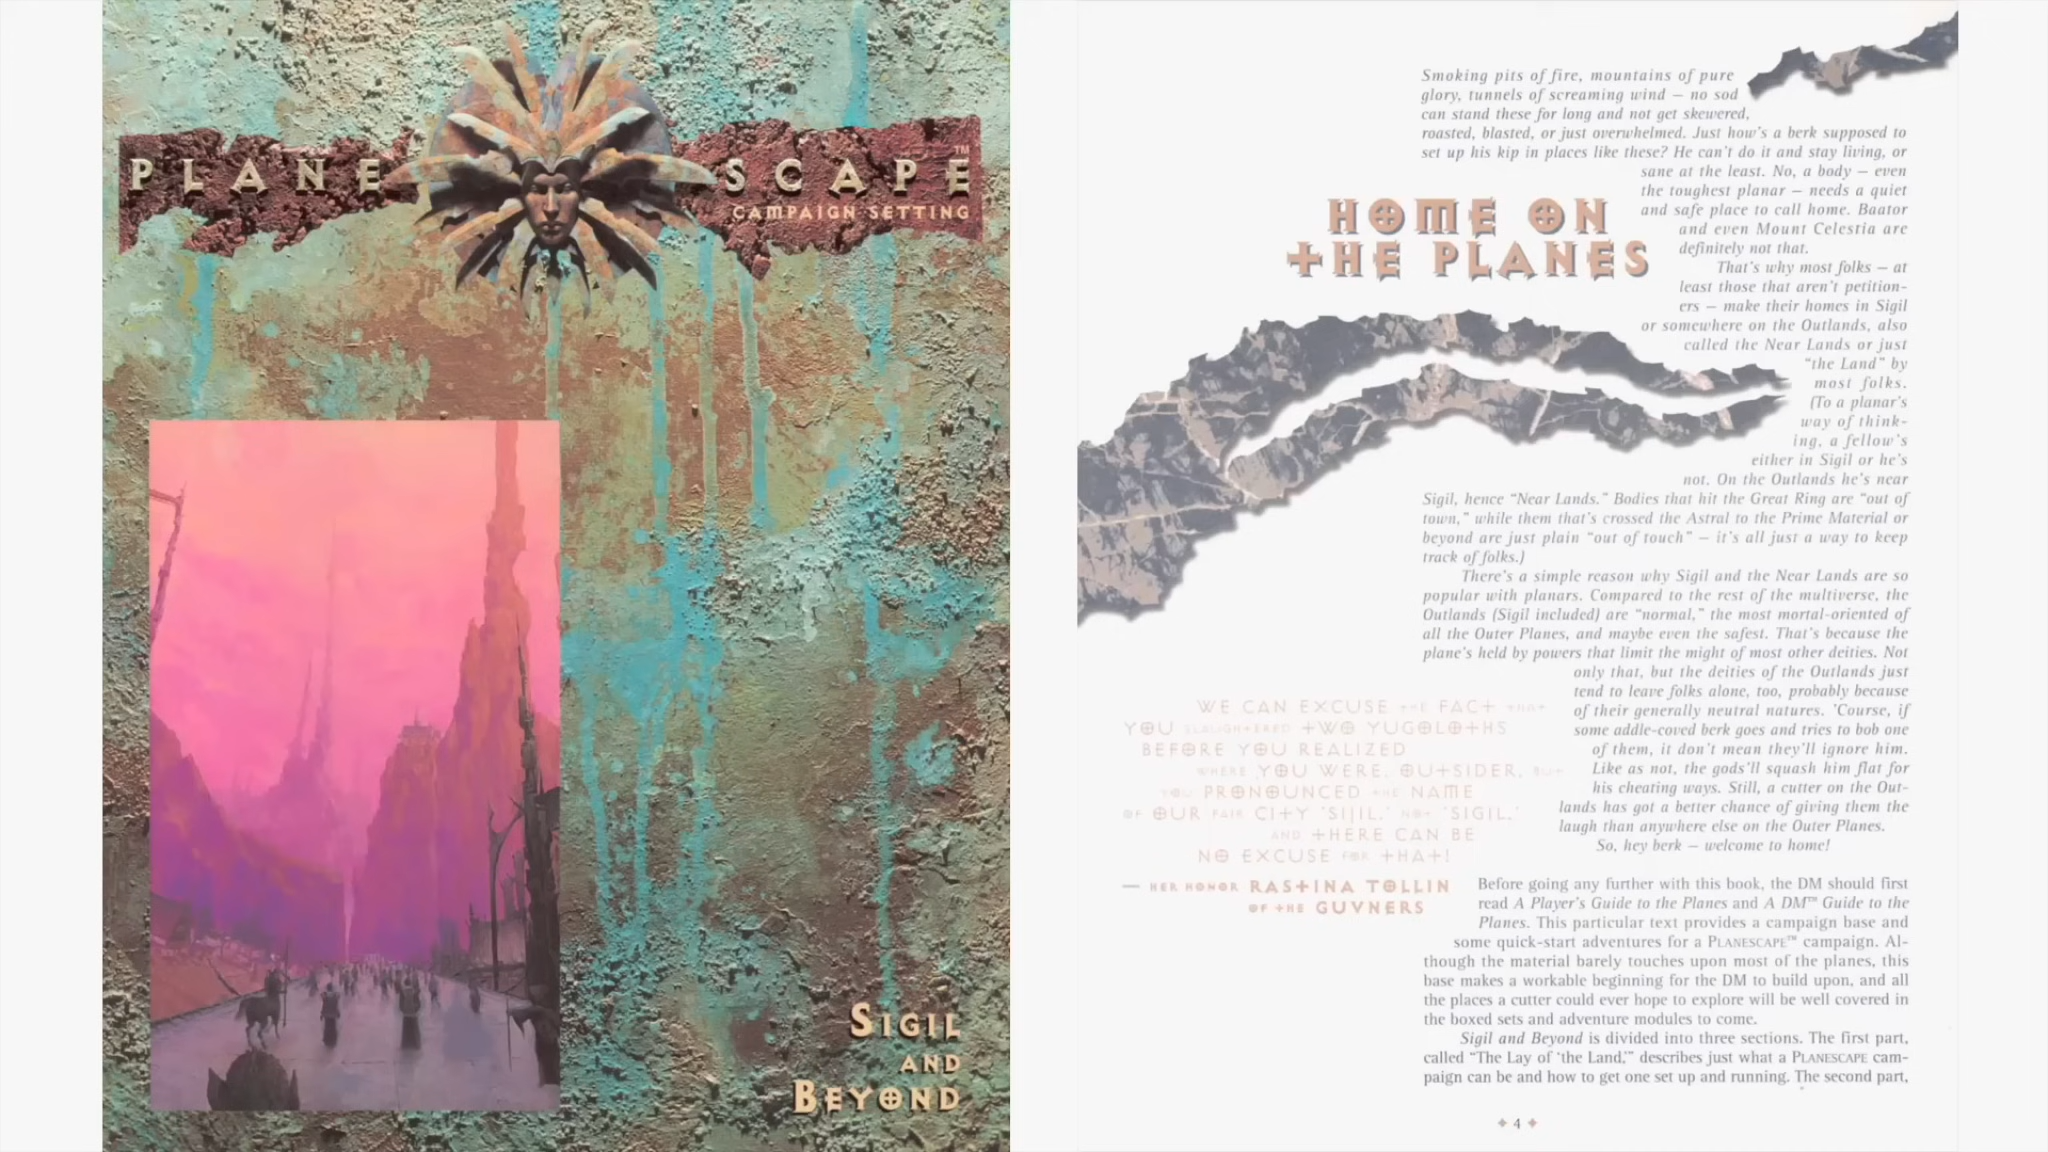 PLANESCAPE™
CAMPAIGN SETTING
SIGIL
AND
BEYOND
Smoking pits of fire, mountains of pure
glory, tunnels of screaming wind — no sod
can stand these for long and not get skewered,
roasted, blasted, or just overwhelmed. Just how's a berk supposed to
set up his kip in places like these? He can't do it and stay living, or
sane at the least. No, a body — even
the toughest planar — needs a quiet
and safe place to call home. Baator
and even Mount Celestia are
definitely not that.
HOME ON
THE PLANES
That's why most folks — at
least those that aren't petition-
ers — make their homes in Sigil
or somewhere on the Outlands, also
called the Near Lands or just
"the Land" by
most folks.
(To a planar's
way of think-
ing, a fellow's
either in Sigil or he's
not. On the Outlands he's near
Sigil, hence "Near Lands." Bodies that hit the Great Ring are "out of
town," while them that's crossed the Astral to the Prime Material or
beyond are just plain "out of touch" — it's all just a way to keep
track of folks.)
There's a simple reason why Sigil and the Near Lands are so
popular with planars. Compared to the rest of the multiverse, the
Outlands (Sigil included) are "normal," the most mortal-oriented of
all the Outer Planes, and maybe even the safest. That's because the
plane's held by powers that limit the might of most other deities. Not
only that, but the deities of the Outlands just
tend to leave folks alone, too, probably because
of their generally neutral natures. 'Course, if
some addle-coved berk goes and tries to bob one
of them, it don't mean they'll ignore him.
Like as not, the gods'll squash him flat for
his cheating ways. Still, a cutter on the Out-
lands has got a better chance of giving them the
laugh than anywhere else on the Outer Planes.
So, hey berk — welcome to home!
WE CAN EXCUSE THE FACT THAT
YOU SLAUGHTERED TWO YUGOLOTHS
BEFORE YOU REALIZED
WHERE YOU WERE, OUTSIDER, BUT
YOU PRONOUNCED THE NAME
OF OUR FAIR CITY 'SIJIL,' NOT 'SIGIL,'
AND THERE CAN BE
NO EXCUSE FOR THAT!
— HER HONOR RASTINA TOLLIN
OF THE GUVNERS
Before going any further with this book, the DM should first
read A Player's Guide to the Planes and A DM™ Guide to the
Planes. This particular text provides a campaign base and
some quick-start adventures for a PLANESCAPE™ campaign. Al-
though the material barely touches upon most of the planes, this
base makes a workable beginning for the DM to build upon, and all
the places a cutter could ever hope to explore will be well covered in
the boxed sets and adventure modules to come.
Sigil and Beyond is divided into three sections. The first part,
called "The Lay of 'the Land,'" describes just what a PLANESCAPE cam-
paign can be and how to get one set up and running. The second part,
4